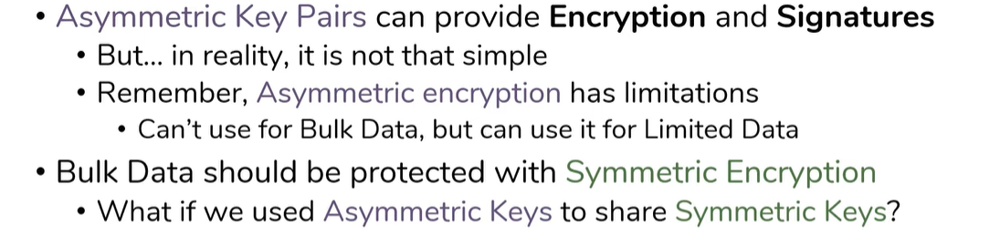 • Asymmetric Key Pairs can provide Encryption and Signatures
• But... in reality, it is not that simple
• Remember, Asymmetric encryption has limitations
• Can't use for Bulk Data, but can use it for Limited Data
• Bulk Data should be protected with Symmetric Encryption
• What if we used Asymmetric Keys to share Symmetric Keys?